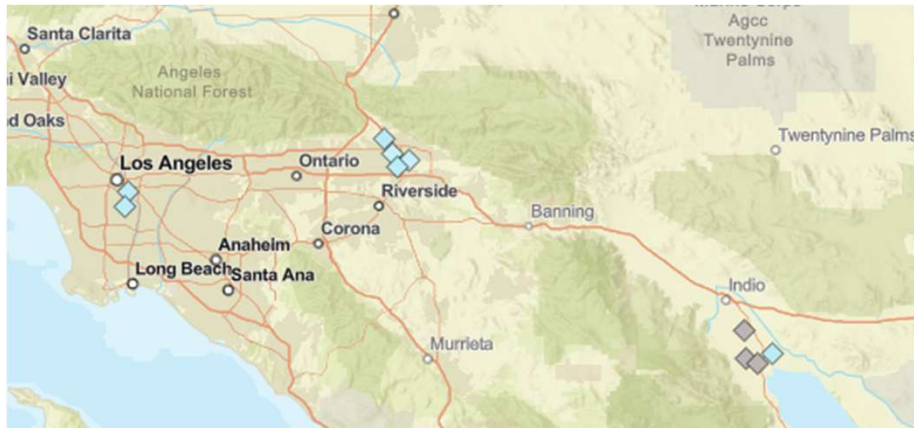 Santa Clarita
Agcc
Twentynine
Palms
Angeles
National Forest
Valley
Oaks
Twentynine Palms
Los Angeles
Ontario
Riverside
Banning
Corona
Anaheim
Long Beach
Santa Ana
Indio
Murrieta